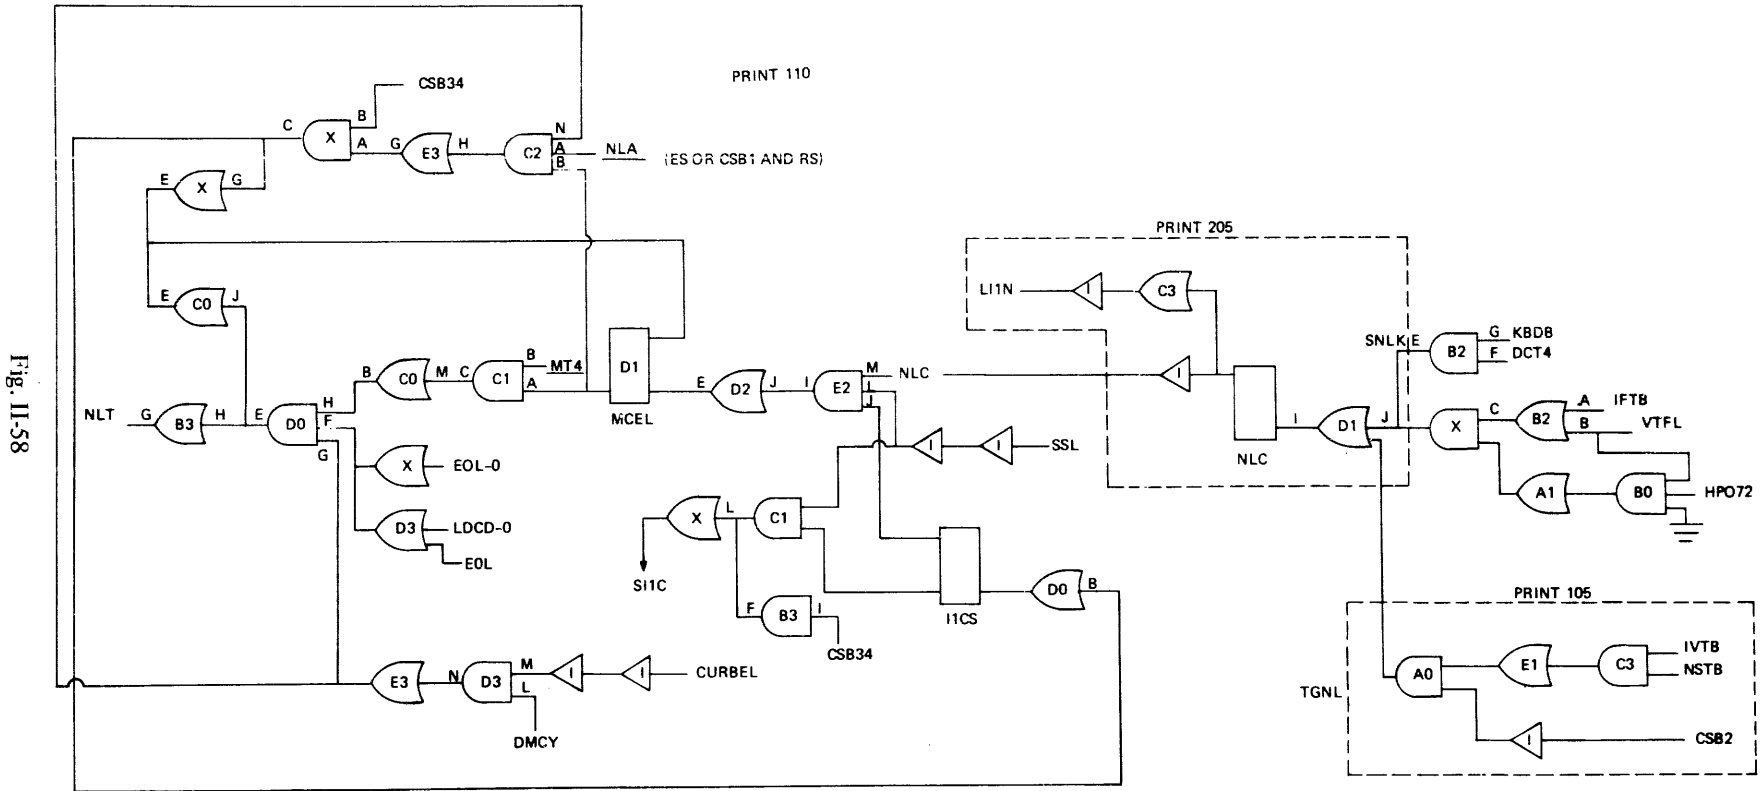 PRINT 110
CSB34
C X B A G E3 H C2 N A B NLA (ES OR CSB1 AND RS)
E X G
PRINT 205
E C0 J
LI1N I C3
SNLK E B2 G KBDB
F DCT4
B C0 M C C1 B MT4
A
D1
MCEL
E D2 J I E2 M NLC
L
J
I
NLC
I D1 J
X C B2 A IFTB
B VTFL
NLT G B3 H E D0 H
F
G
X EOL-0
I I SSL
A1 B0 HPO72
D3 LDCD-0
EOL
X L C1
SI1C
F B3 I
CSB34
I1CS
D0 B
PRINT 105
E3 N D3 M I I CURBEL
L
DMCY
TGNL A0 E1 C3 IVTB
NSTB
I CSB2
Fig. II-58